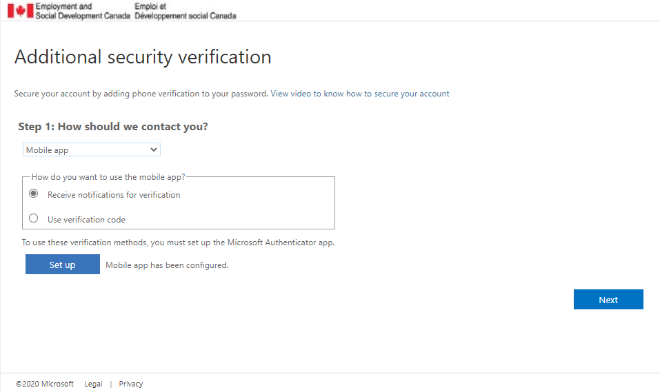 Employment and Emploi et
Social Development Canada Développement social Canada
Additional security verification
Secure your account by adding phone verification to your password. View video to know how to secure your account
Step 1: How should we contact you?
Mobile app
How do you want to use the mobile app?
Receive notifications for verification
Use verification code
To use these verification methods, you must set up the Microsoft Authenticator app.
Set up Mobile app has been configured.
Next
©2020 Microsoft Legal | Privacy